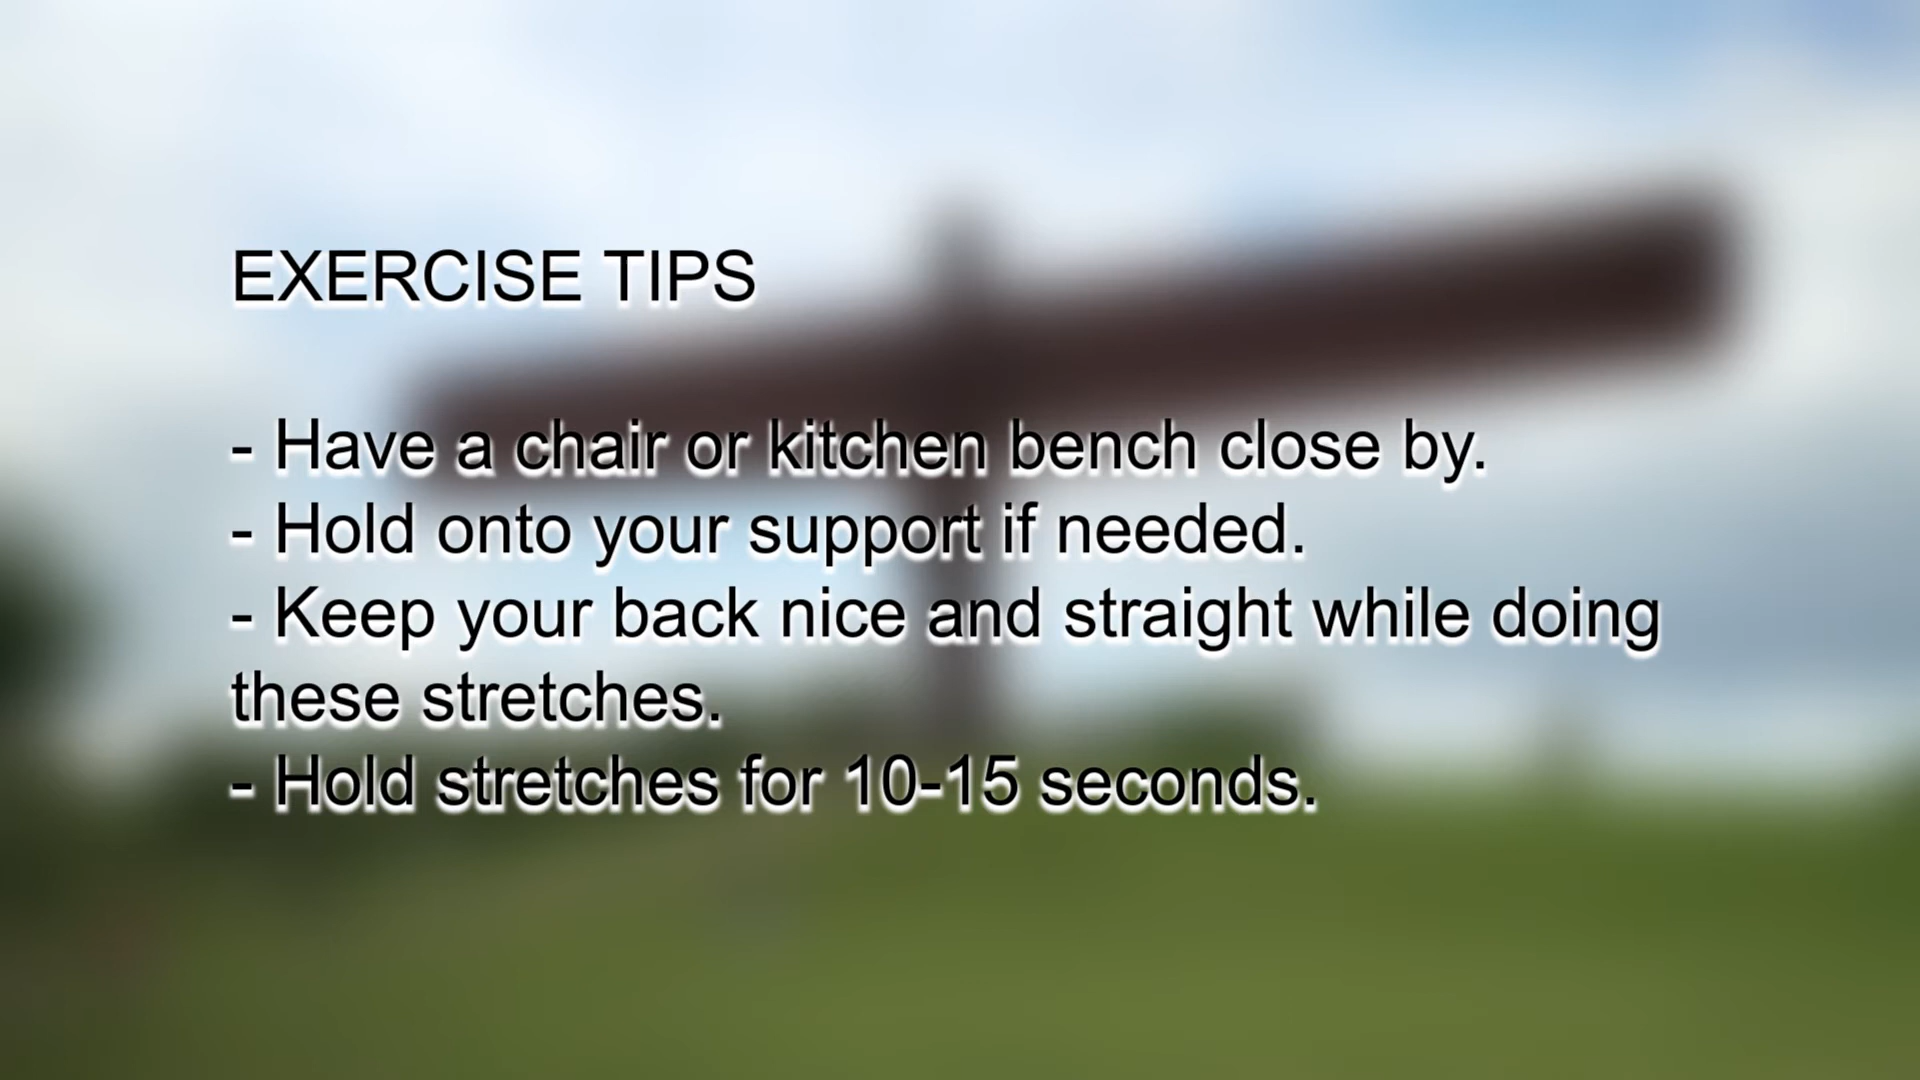 EXERCISE TIPS
- Have a chair or kitchen bench close by.
- Hold onto your support if needed.
- Keep your back nice and straight while doing
these stretches.
- Hold stretches for 10-15 seconds.